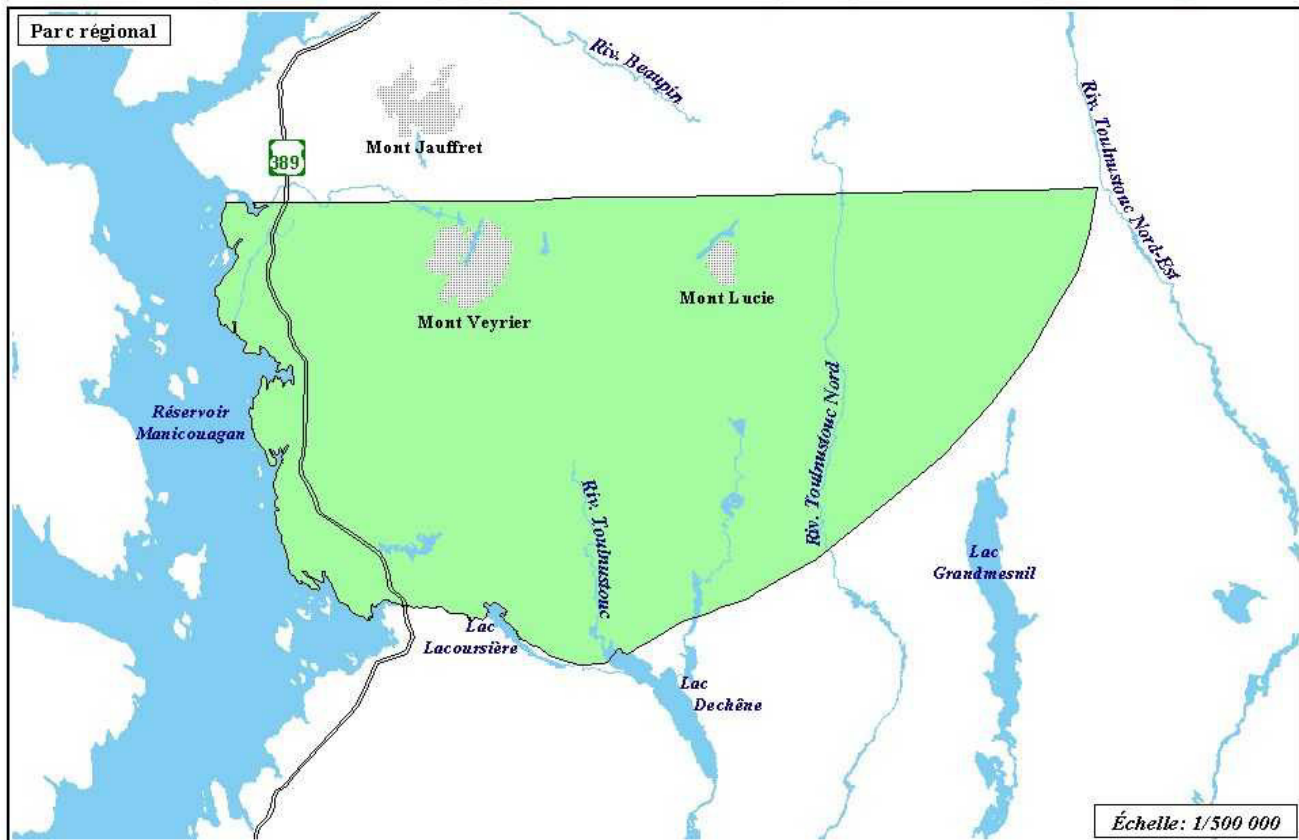 Parc régional
Riv. Beaupin
Mont Jauffret
389
Riv. Toulnustouc Nord-Est
Mont Veyrier
Mont Lucie
Réservoir
Manicouagan
Riv. Toulnustouc Nord
Riv. Toulnustouc
Lac
Grandmesnil
Lac
Lacoursière
Lac
Dechêne
Échelle: 1/500 000